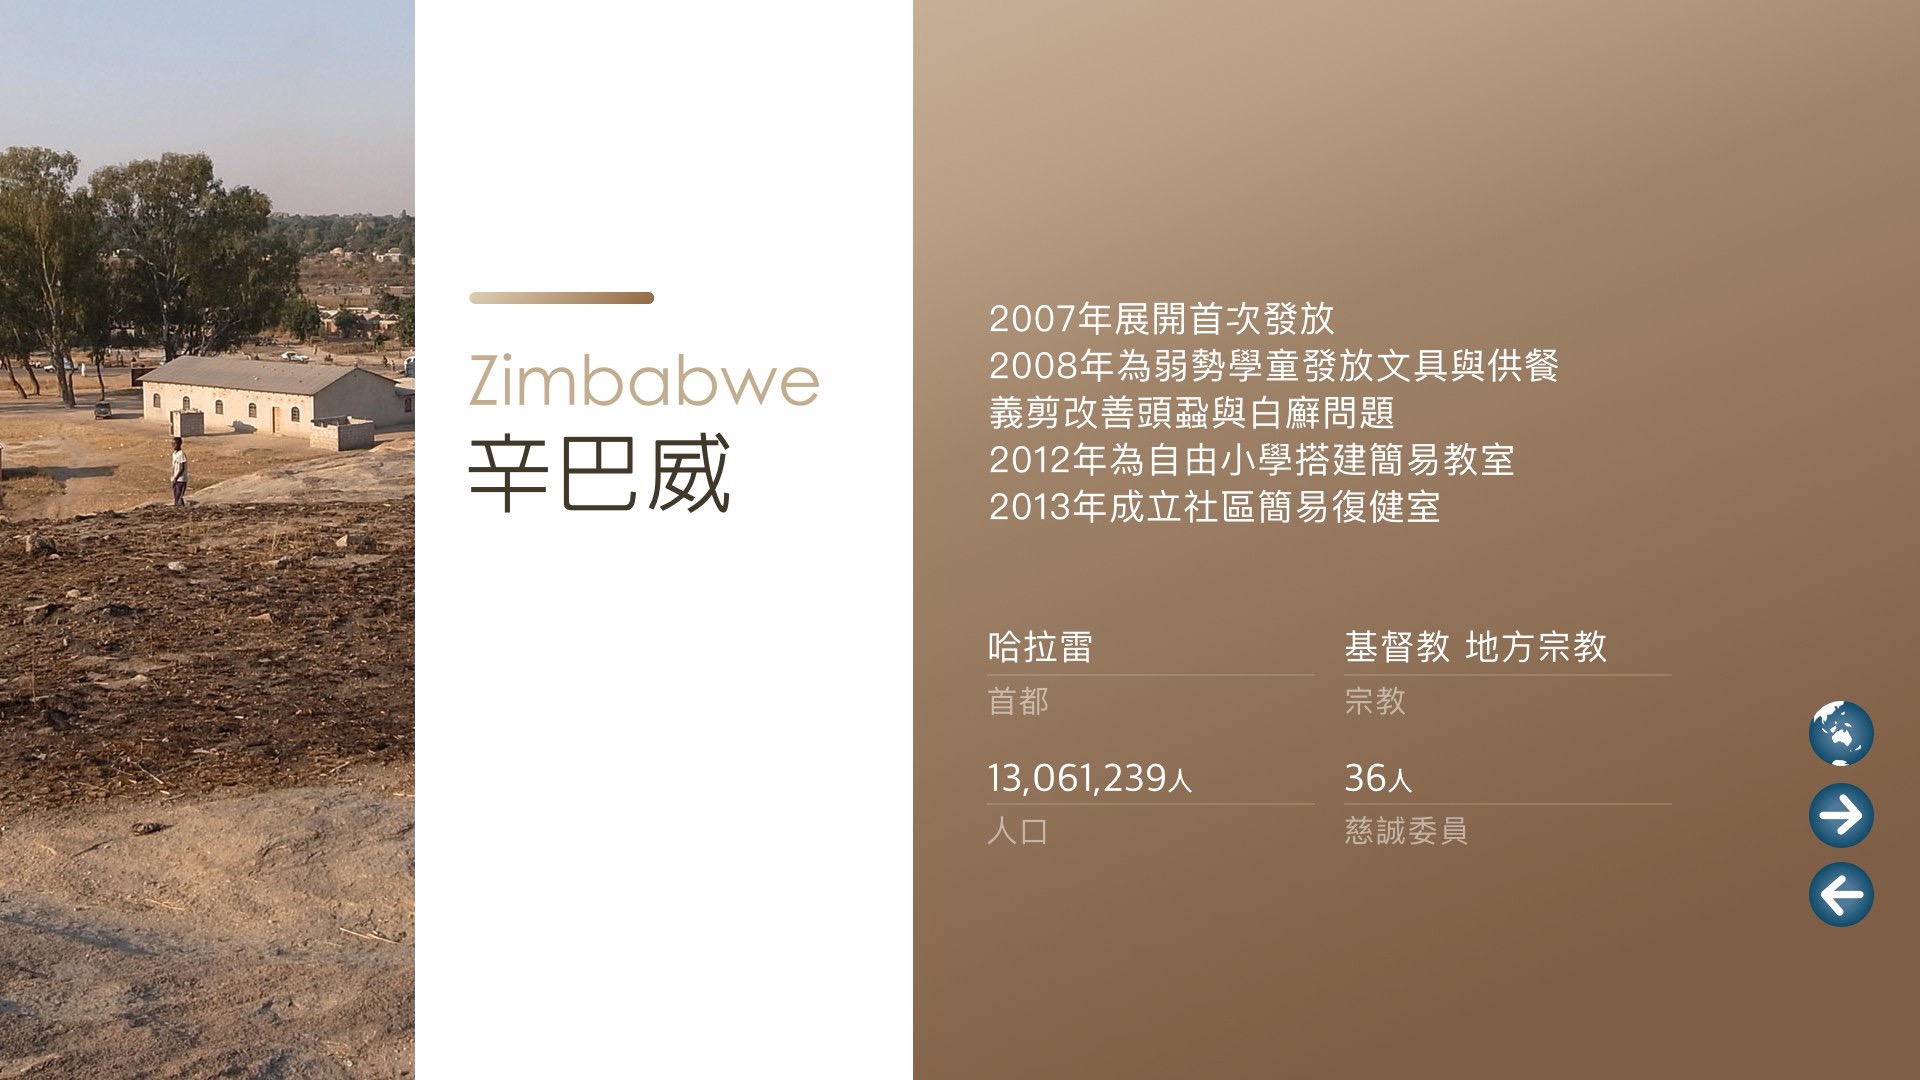 Zimbabwe
辛巴威
2007年展開首次發放
2008年為弱勢學童發放文具與供餐
義剪改善頭蝨與白廯問題
2012年為自由小學搭建簡易教室
2013年成立社區簡易復健室
哈拉雷
首都
基督教 地方宗教
宗教
13,061,239人
人口
36人
慈誠委員